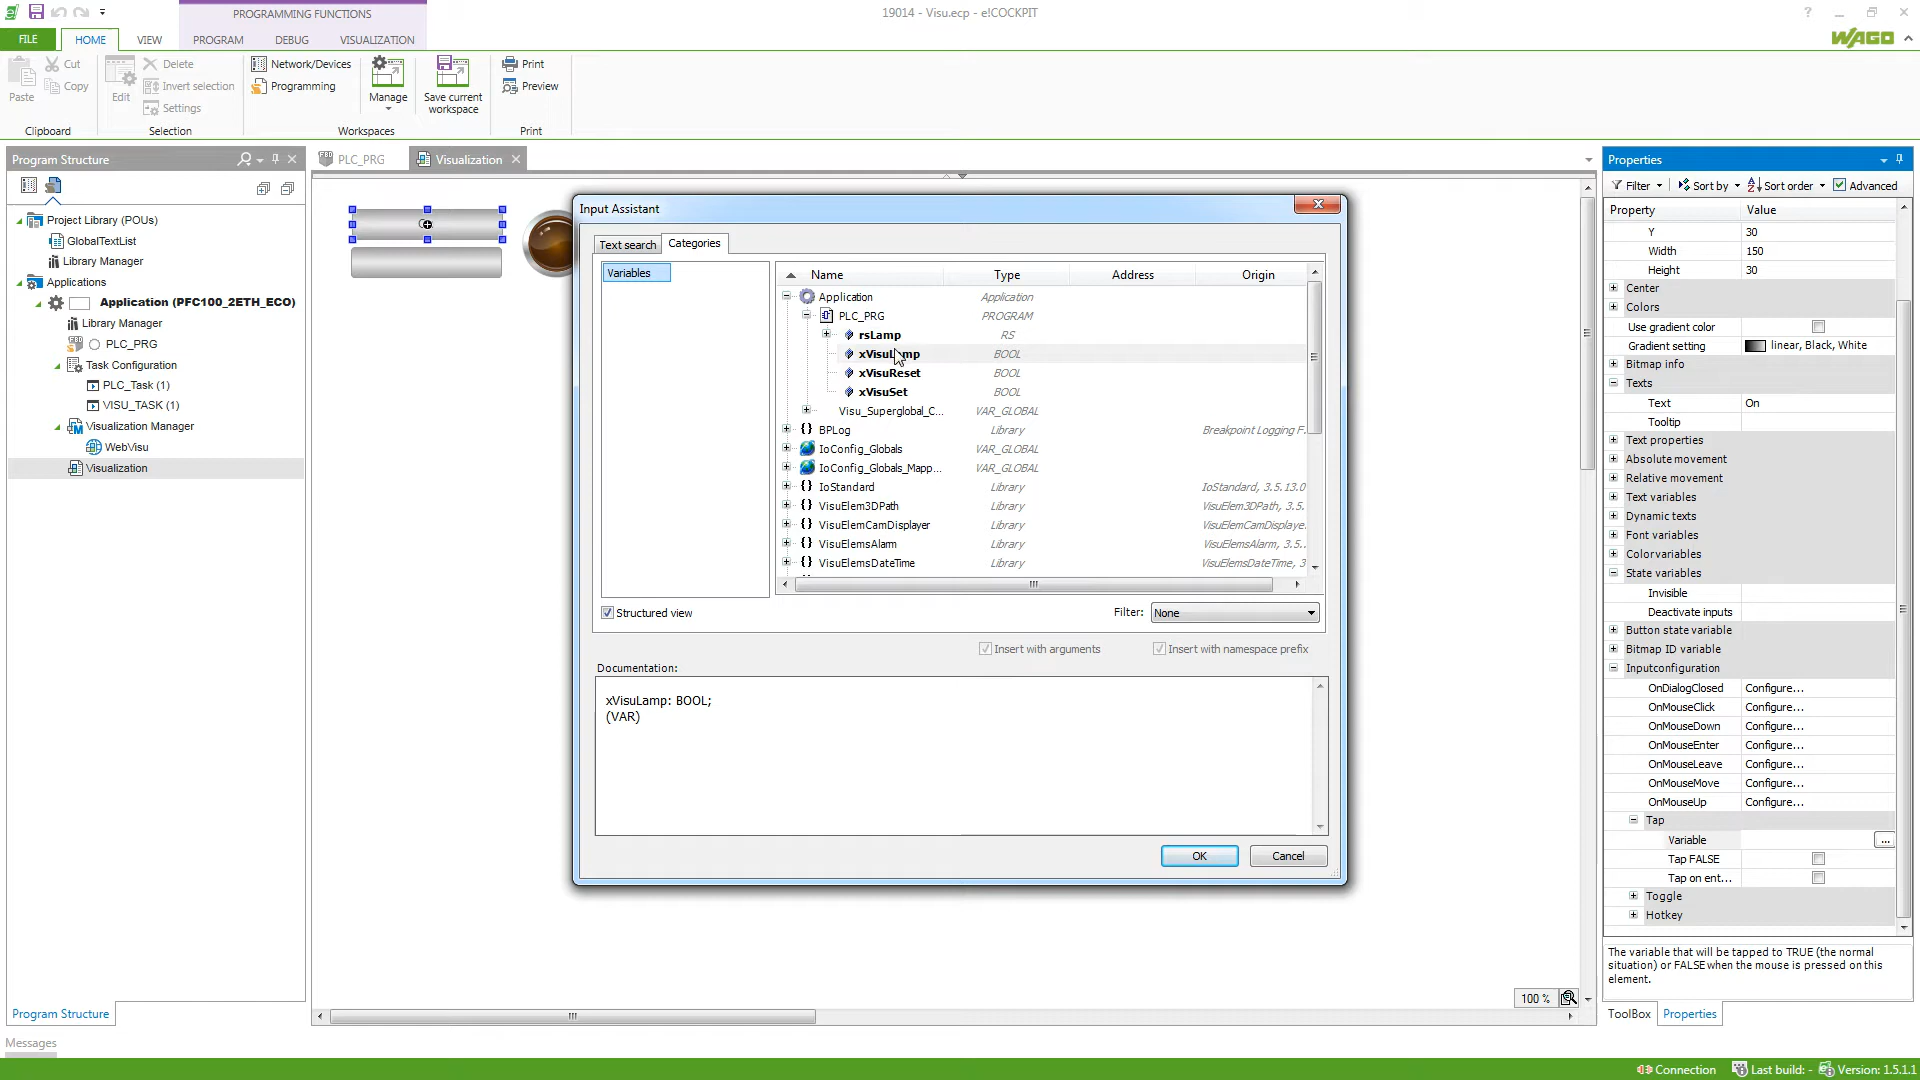 PROGRAMMING FUNCTIONS
19014 - Visu.ecp - e!COCKPIT
FILE
HOME
VIEW
PROGRAM
DEBUG
VISUALIZATION
WAGO
Paste
Cut
Copy
Clipboard
Edit
Delete
Invert selection
Settings
Selection
Network/Devices
Programming
Manage
Save current
workspace
Workspaces
Print
Preview
Print
Program Structure
PLC_PRG
Visualization
Project Library (POUs)
GlobalTextList
Library Manager
Applications
Application (PFC100_2ETH_ECO)
Library Manager
PLC_PRG
Task Configuration
PLC_Task (1)
VISU_TASK (1)
Visualization Manager
WebVisu
Visualization
Program Structure
Messages
Input Assistant
Text search
Categories
Variables
Name Type Address Origin
Application Application
PLC_PRG PROGRAM
rsLamp RS
xVisuLamp BOOL
xVisuReset BOOL
xVisuSet BOOL
Visu_Superglobal_C... VAR_GLOBAL
BPLog Library Breakpoint Logging F.
IoConfig_Globals VAR_GLOBAL
IoConfig_Globals_Mapp... VAR_GLOBAL
IoStandard Library IoStandard, 3.5.13.0
VisuElem3DPath Library VisuElem3DPath, 3.5.
VisuElemCamDisplayer Library VisuElemCamDisplaye.
VisuElemsAlarm Library VisuElemsAlarm, 3.5..
VisuElemsDateTime Library VisuElemsDateTime, 3
Structured view
Filter: None
Insert with arguments
Insert with namespace prefix
Documentation:
xVisuLamp: BOOL;
(VAR)
OK
Cancel
100 %
Properties
Filter
Sort by
Sort order
Advanced
Property Value
Y 30
Width 150
Height 30
Center
Colors
Use gradient color
Gradient setting linear, Black, White
Bitmap info
Texts
Text On
Tooltip
Text properties
Absolute movement
Relative movement
Text variables
Dynamic texts
Font variables
Colorvariables
State variables
Invisible
Deactivate inputs
Button state variable
Bitmap ID variable
Inputconfiguration
OnDialogClosed Configure...
OnMouseClick Configure...
OnMouseDown Configure...
OnMouseEnter Configure...
OnMouseLeave Configure...
OnMouseMove Configure...
OnMouseUp Configure...
Tap
Variable ...
Tap FALSE
Tap on ent...
Toggle
Hotkey
The variable that will be tapped to TRUE (the normal
situation) or FALSE when the mouse is pressed on this
element.
ToolBox
Properties
Connection
Last build: -
Version: 1.5.1.1